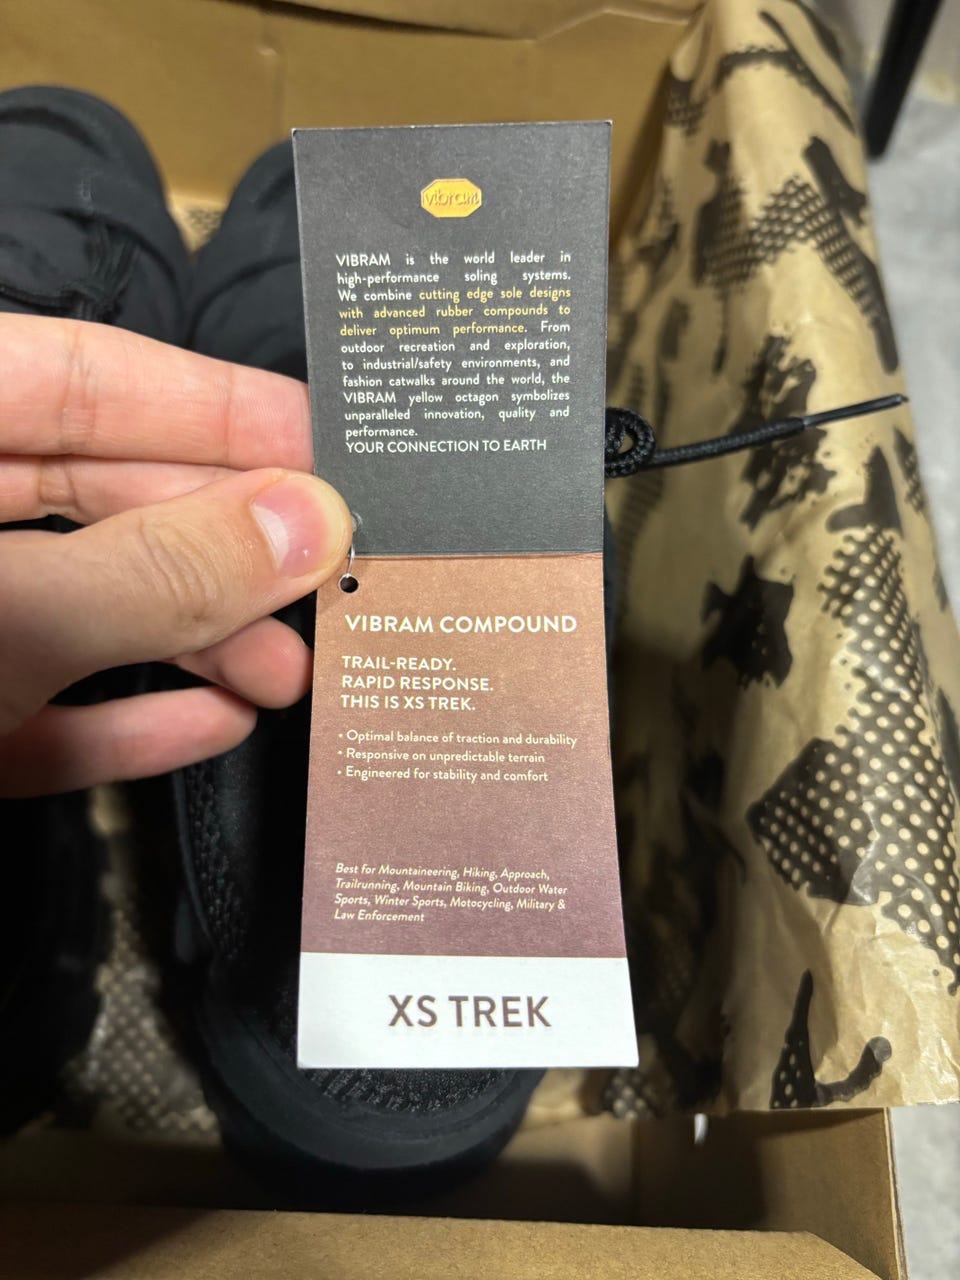 vibram
VIBRAM is the world leader in
high-performance soling systems.
We combine cutting edge sole designs
with advanced rubber compounds to
deliver optimum performance. From
outdoor recreation and exploration,
to industrial/safety environments, and
fashion catwalks around the world, the
VIBRAM yellow octagon symbolizes
unparalleled innovation, quality and
performance.
YOUR CONNECTION TO EARTH
VIBRAM COMPOUND
TRAIL-READY.
RAPID RESPONSE.
THIS IS XS TREK.
• Optimal balance of traction and durability
• Responsive on unpredictable terrain
• Engineered for stability and comfort
Best for Mountaineering, Hiking, Approach,
Trailrunning, Mountain Biking, Outdoor Water
Sports, Winter Sports, Motocycling, Military &
Law Enforcement
XS TREK